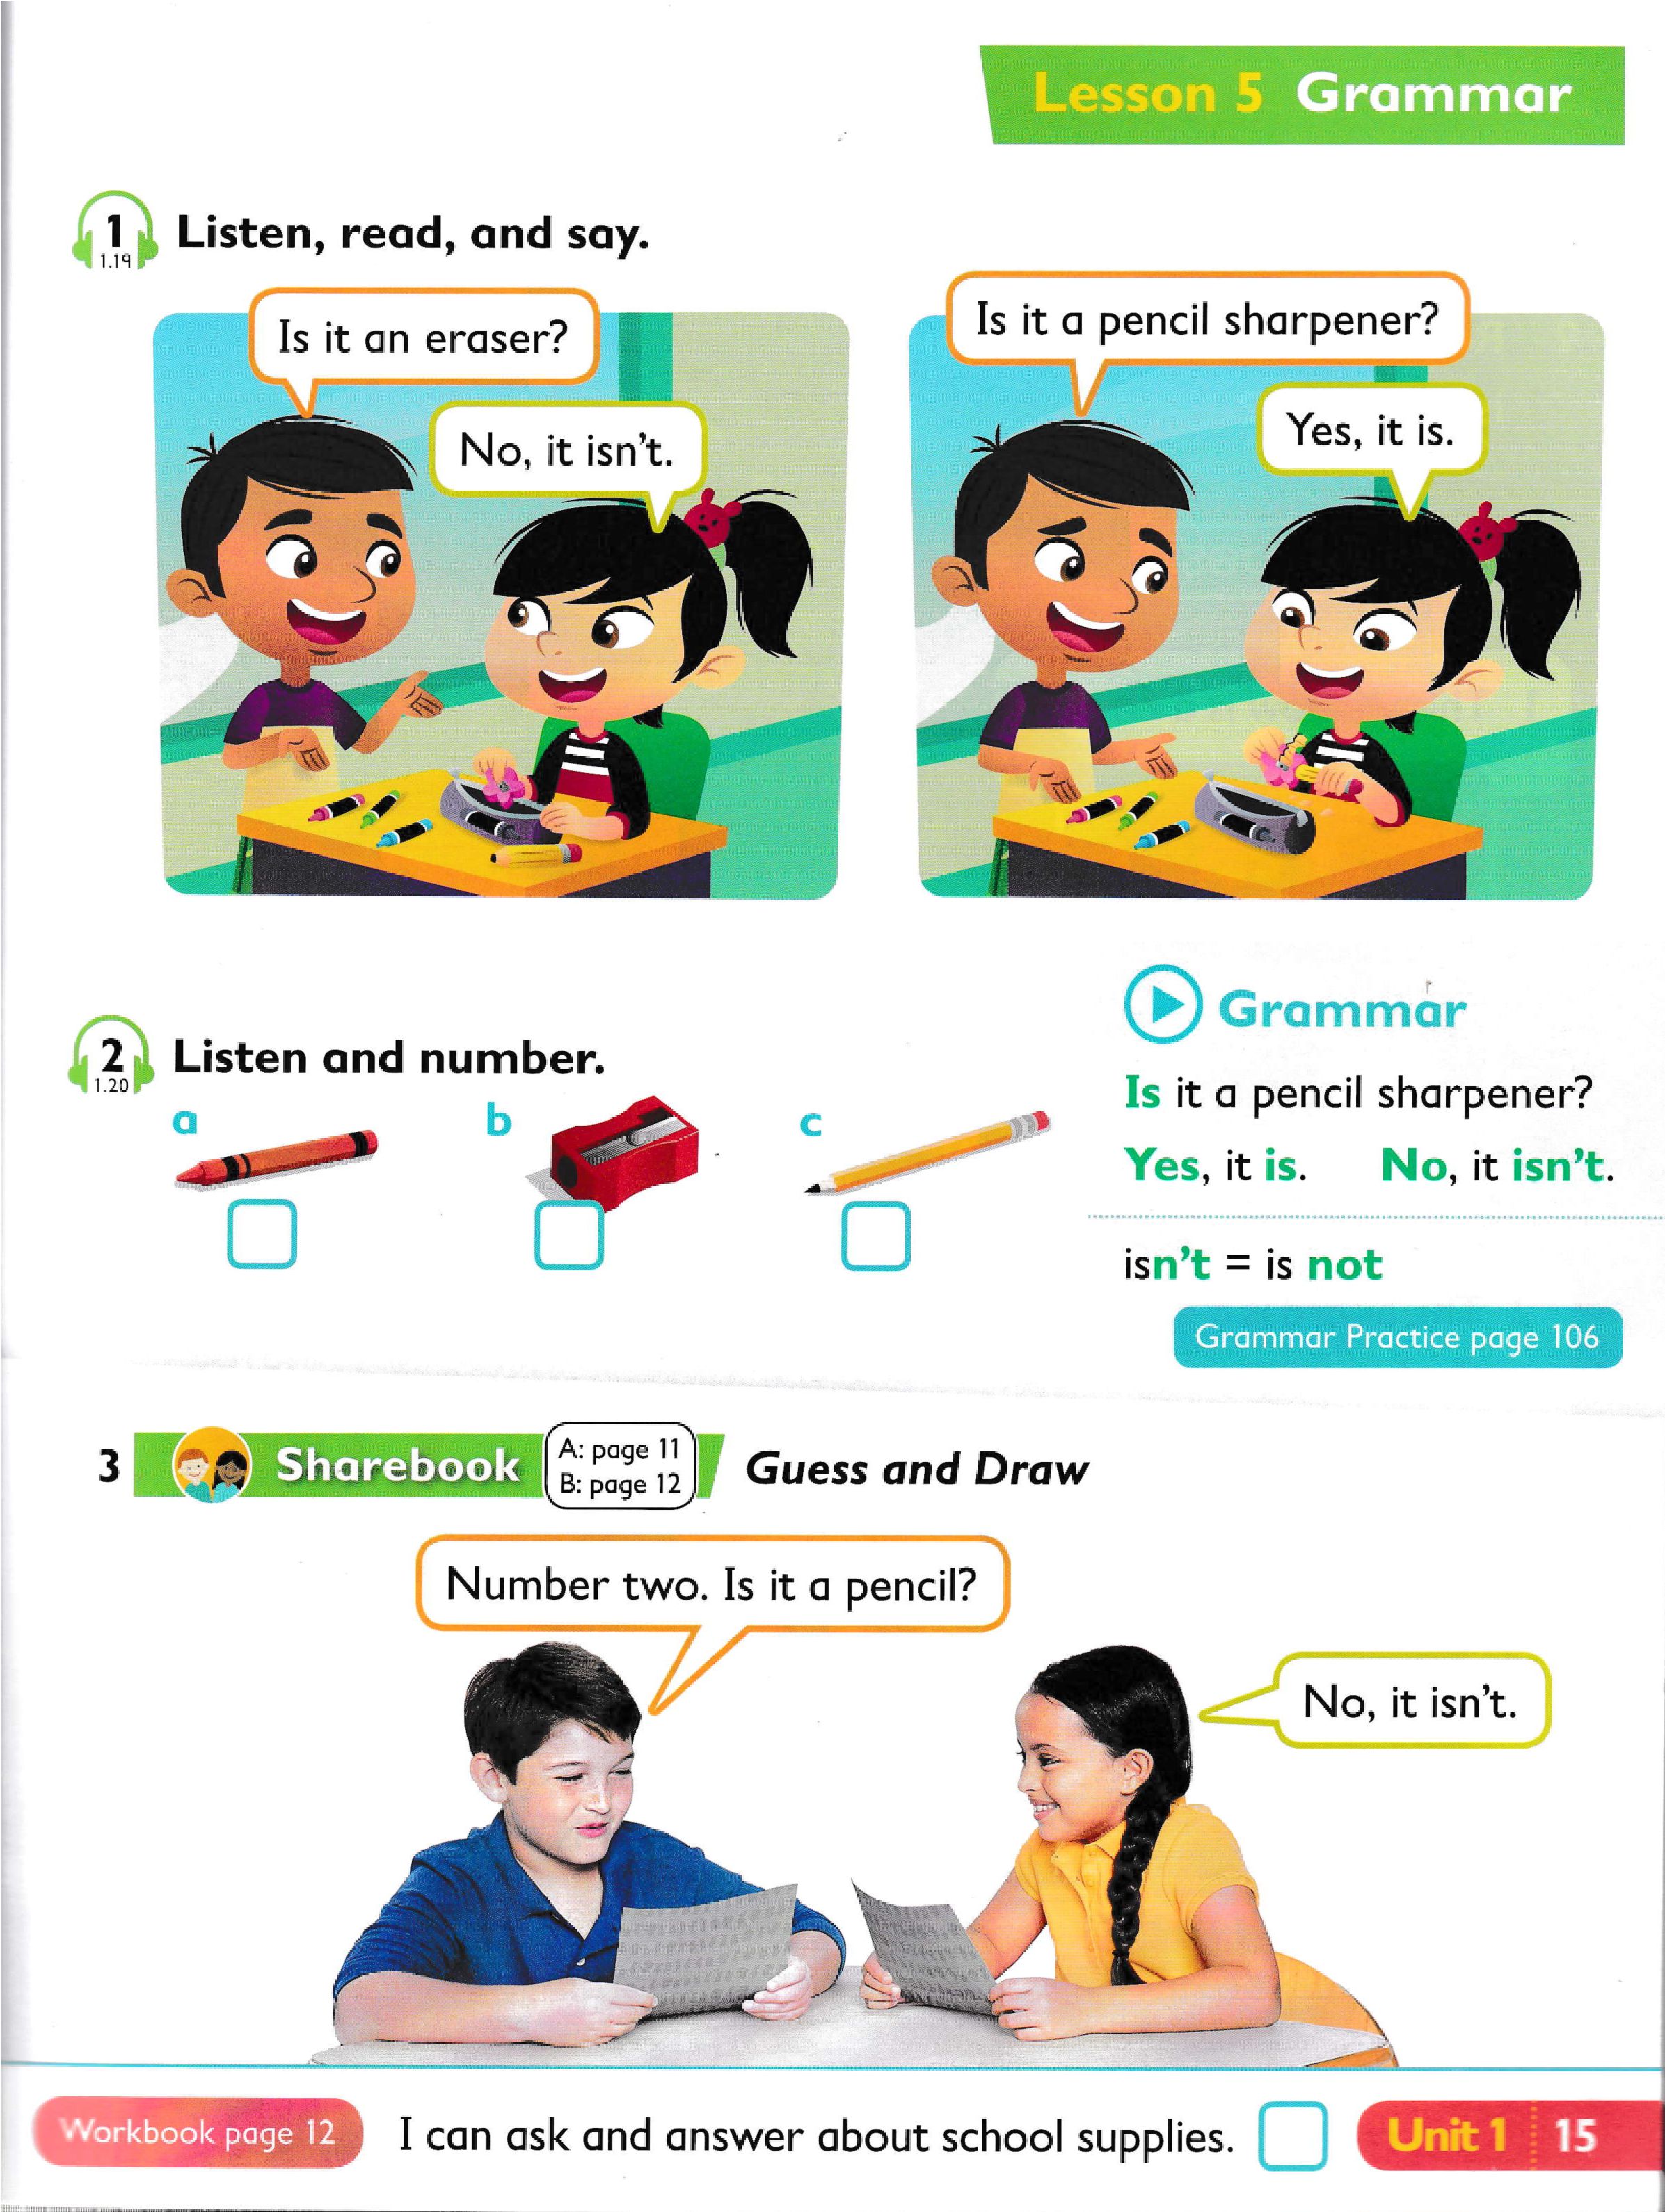 Lesson 5 Grammar
1
1.19
Listen, read, and say.
Is it an eraser?
No, it isn't.
Is it a pencil sharpener?
Yes, it is.
2
1.20
Listen and number.
a
b
c
Grammar
Is it a pencil sharpener?
Yes, it is. No, it isn't.
isn't = is not
Grammar Practice page 106
3
Sharebook
A: page 11
B: page 12
Guess and Draw
Number two. Is it a pencil?
No, it isn't.
Workbook page 12
I can ask and answer about school supplies.
Unit 1 15